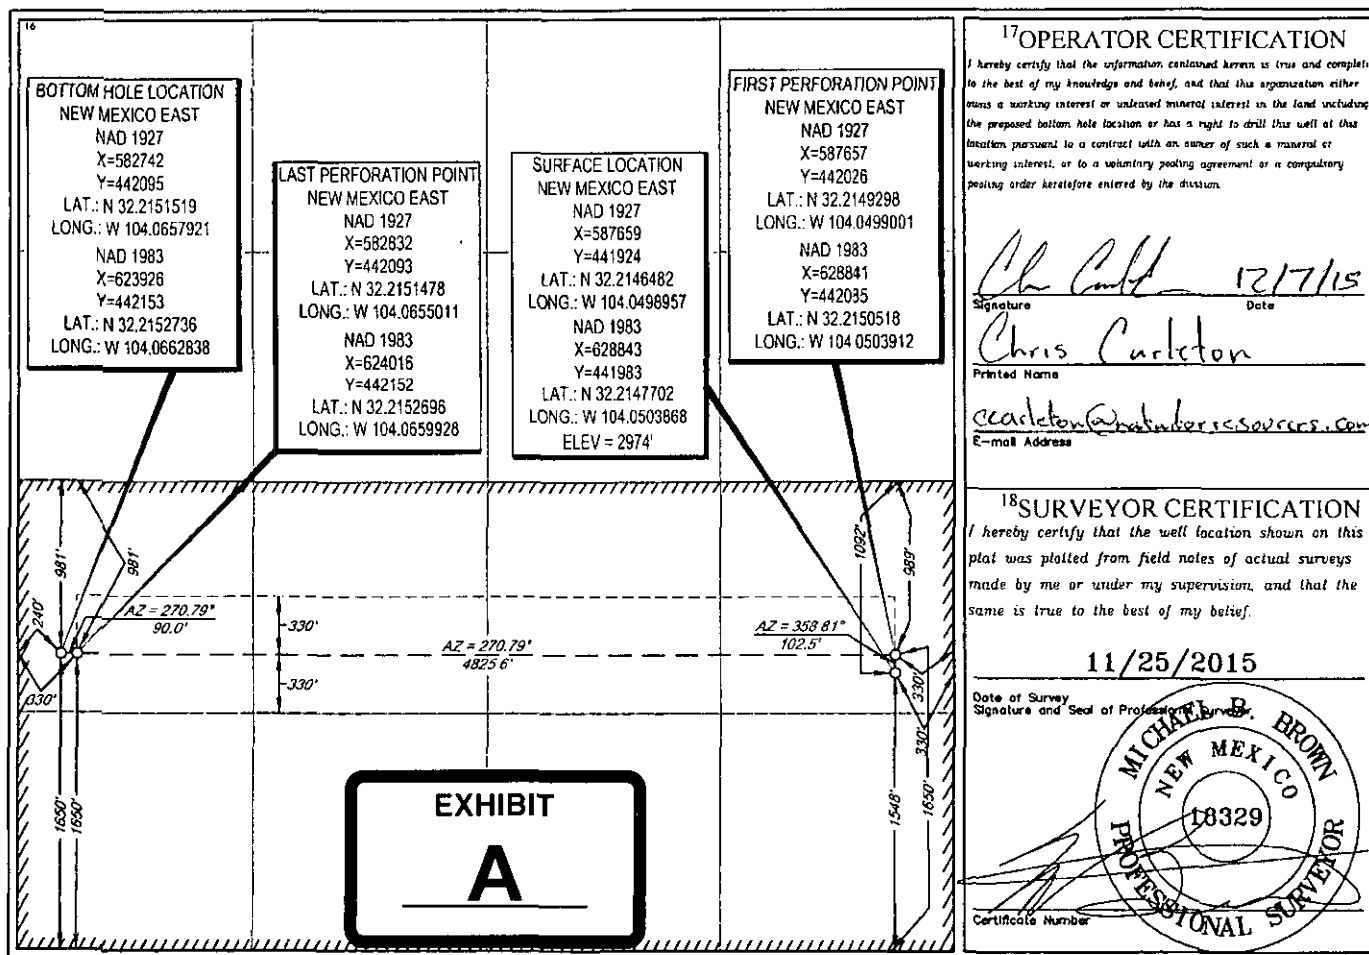 16
BOTTOM HOLE LOCATION
NEW MEXICO EAST
NAD 1927
X=582742
Y=442095
LAT.: N 32.2151519
LONG.: W 104.0657921
NAD 1983
X=623926
Y=442153
LAT.: N 32.2152736
LONG.: W 104.0662838
LAST PERFORATION POINT
NEW MEXICO EAST
NAD 1927
X=582832
Y=442093
LAT.: N 32.2151478
LONG.: W 104.0655011
NAD 1983
X=624016
Y=442152
LAT.: N 32.2152696
LONG.: W 104.0659928
SURFACE LOCATION
NEW MEXICO EAST
NAD 1927
X=587659
Y=441924
LAT.: N 32.2146482
LONG.: W 104.0498957
NAD 1983
X=628843
Y=441983
LAT.: N 32.2147702
LONG.: W 104.0503868
ELEV = 2974'
FIRST PERFORATION POINT
NEW MEXICO EAST
NAD 1927
X=587657
Y=442026
LAT.: N 32.2149298
LONG.: W 104.0499001
NAD 1983
X=628841
Y=442085
LAT.: N 32.2150518
LONG.: W 104 0503912
981'
981'
240'
330'
AZ = 270.79°
90.0'
330'
330'
AZ = 270.79°
4825 6'
AZ = 358 81°
102.5'
1092'
989'
330'
330'
1650'
1650'
1548'
1650'
EXHIBIT
A
17 OPERATOR CERTIFICATION
I hereby certify that the information contained herein is true and complete
to the best of my knowledge and belief, and that this organization either
owns a working interest or unleased mineral interest in the land including
the proposed bottom hole location or has a right to drill this well at this
location pursuant to a contract with an owner of such a mineral or
working interest, or to a voluntary pooling agreement or a compulsory
pooling order heretofore entered by the division
12/7/15
Signature Date
Chris Carleton
Printed Name
ccarleton@matadorresources.com
E-mail Address
18 SURVEYOR CERTIFICATION
I hereby certify that the well location shown on this
plat was plotted from field notes of actual surveys
made by me or under my supervision, and that the
same is true to the best of my belief.
11/25/2015
Date of Survey
Signature and Seal of Professional Surveyor
MICHAEL B. BROWN
NEW MEXICO
18329
PROFESSIONAL SURVEYOR
Certificate Number